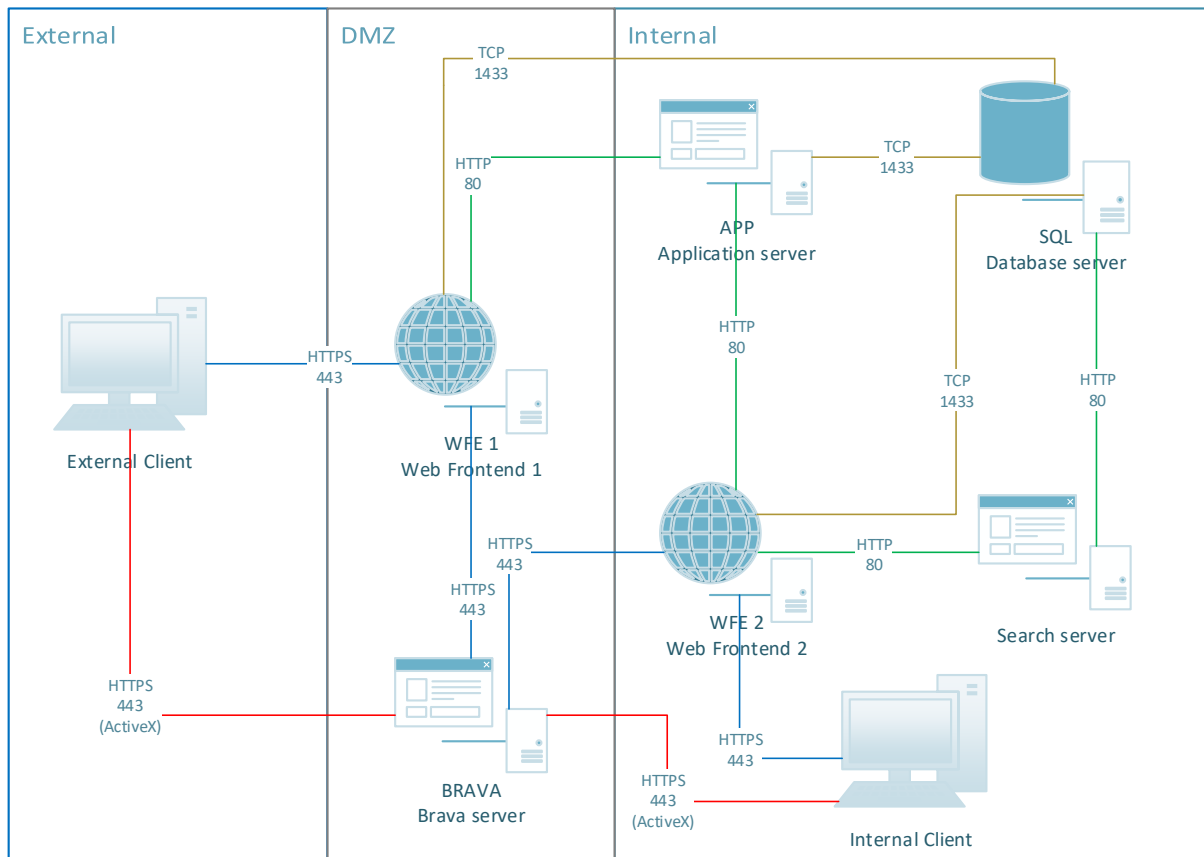 External
DMZ
Internal
TCP
1433
HTTP
80
TCP
1433
APP
Application server
SQL
Database server
HTTPS
443
HTTP
80
TCP
1433
HTTP
80
External Client
WFE 1
Web Frontend 1
HTTPS
443
HTTP
80
HTTPS
443
WFE 2
Web Frontend 2
Search server
HTTPS
443
(ActiveX)
HTTPS
443
BRAVA
Brava server
HTTPS
443
(ActiveX)
Internal Client